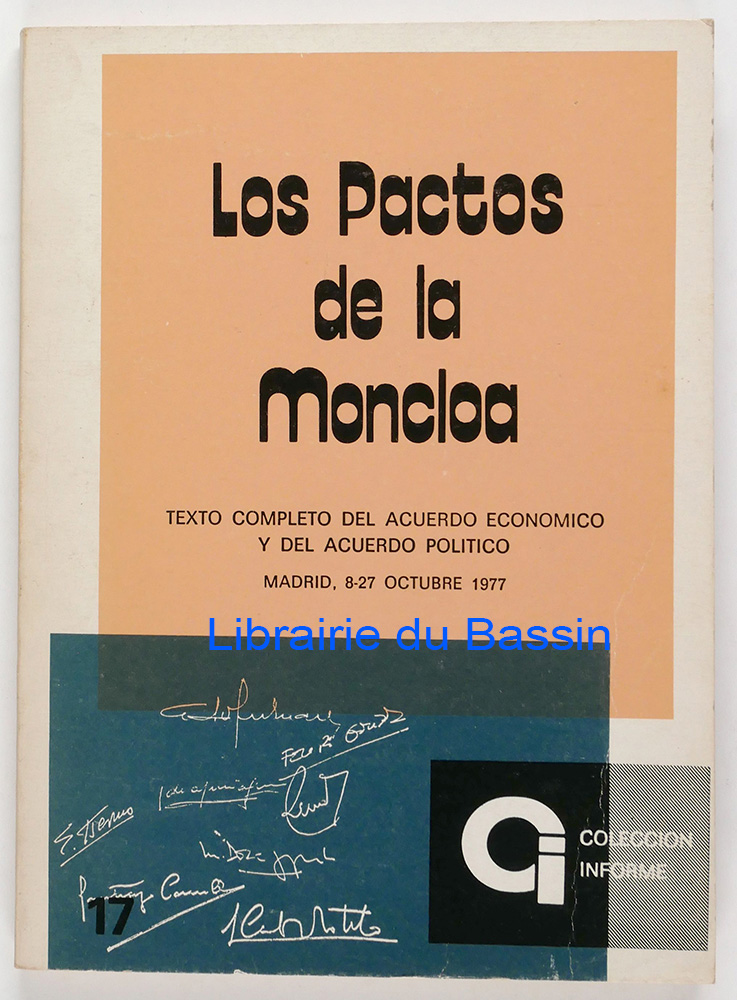 Los Pactos
de la
Moncloa
TEXTO COMPLETO DEL ACUERDO ECONOMICO
Y DEL ACUERDO POLITICO
MADRID, 8-27 OCTUBRE 1977
Librairie du Bassin
E. Tierno
17
COLECCION
INFORME